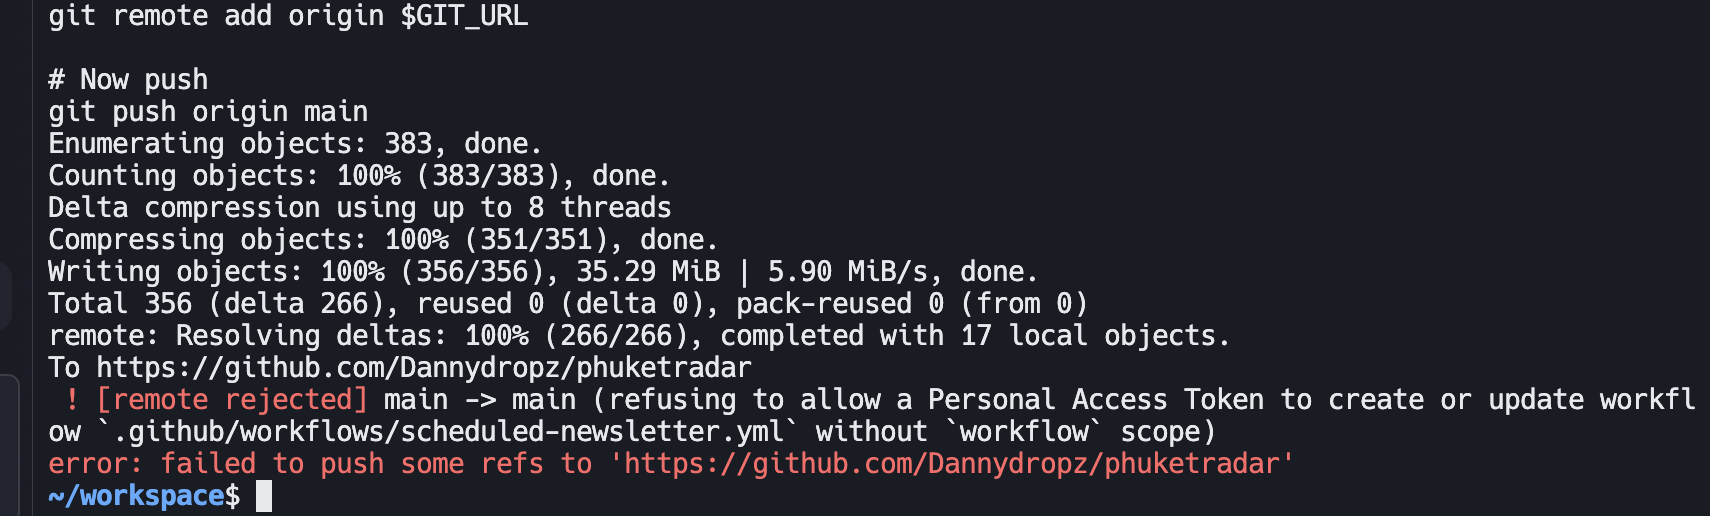 git remote add origin $GIT_URL
# Now push
git push origin main
Enumerating objects: 383, done.
Counting objects: 100% (383/383), done.
Delta compression using up to 8 threads
Compressing objects: 100% (351/351), done.
Writing objects: 100% (356/356), 35.29 MiB | 5.90 MiB/s, done.
Total 356 (delta 266), reused 0 (delta 0), pack-reused 0 (from 0)
remote: Resolving deltas: 100% (266/266), completed with 17 local objects.
To https://github.com/Dannydropz/phuketradar
 ! [remote rejected] main -> main (refusing to allow a Personal Access Token to create or update workfl
ow `.github/workflows/scheduled-newsletter.yml` without `workflow` scope)
error: failed to push some refs to 'https://github.com/Dannydropz/phuketradar'
~/workspace$